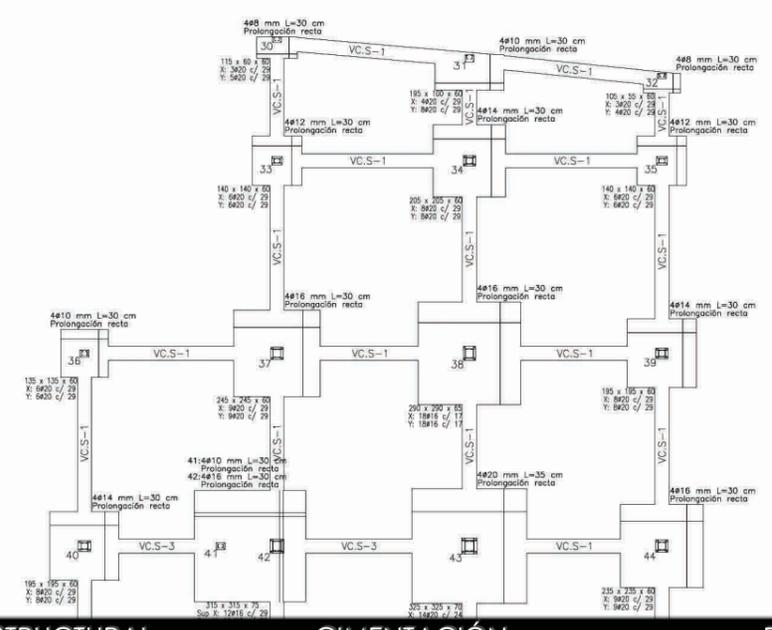 4ø8 mm L=30 cm
Prolongación recta
30
VC.S-1
4ø10 mm L=30 cm
Prolongación recta
31
VC.S-1
4ø8 mm L=30 cm
Prolongación recta
32
115 x 60 x 60
X: 3ø20 c/ 29
Y: 5ø20 c/ 29
VC.S-1
195 x 100 x 60
X: 4ø20 c/ 29
Y: 8ø20 c/ 29
VC.S-1
105 x 55 x 60
X: 3ø20 c/ 29
Y: 4ø20 c/ 29
VC.S-1
4ø12 mm L=30 cm
Prolongación recta
33
VC.S-1
4ø14 mm L=30 cm
Prolongación recta
34
VC.S-1
4ø12 mm L=30 cm
Prolongación recta
35
140 x 140 x 60
X: 6ø20 c/ 29
Y: 6ø20 c/ 29
VC.S-1
205 x 205 x 60
X: 8ø20 c/ 29
Y: 8ø20 c/ 29
VC.S-1
140 x 140 x 60
X: 6ø20 c/ 29
Y: 6ø20 c/ 29
VC.S-1
4ø10 mm L=30 cm
Prolongación recta
36
VC.S-1
4ø16 mm L=30 cm
Prolongación recta
37
VC.S-1
4ø16 mm L=30 cm
Prolongación recta
38
VC.S-1
4ø14 mm L=30 cm
Prolongación recta
39
135 x 135 x 60
X: 6ø20 c/ 29
Y: 6ø20 c/ 29
VC.S-1
245 x 245 x 60
X: 9ø20 c/ 29
Y: 9ø20 c/ 29
VC.S-1
290 x 290 x 65
X: 18ø16 c/ 17
Y: 18ø16 c/ 17
VC.S-1
195 x 195 x 60
X: 8ø20 c/ 29
Y: 8ø20 c/ 29
VC.S-1
4ø14 mm L=30 cm
Prolongación recta
40
VC.S-3
41:4ø10 mm L=30 cm
Prolongación recta
42:4ø16 mm L=30 cm
Prolongación recta
41
42
VC.S-3
4ø20 mm L=35 cm
Prolongación recta
43
VC.S-1
4ø16 mm L=30 cm
Prolongación recta
44
195 x 195 x 60
X: 8ø20 c/ 29
Y: 8ø20 c/ 29
315 x 315 x 75
Sup X: 12ø16 c/
325 x 325 x 70
X: 14ø20 c/ 24
235 x 235 x 60
X: 9ø20 c/ 29
Y: 9ø20 c/ 29
CIMENTACIÓN